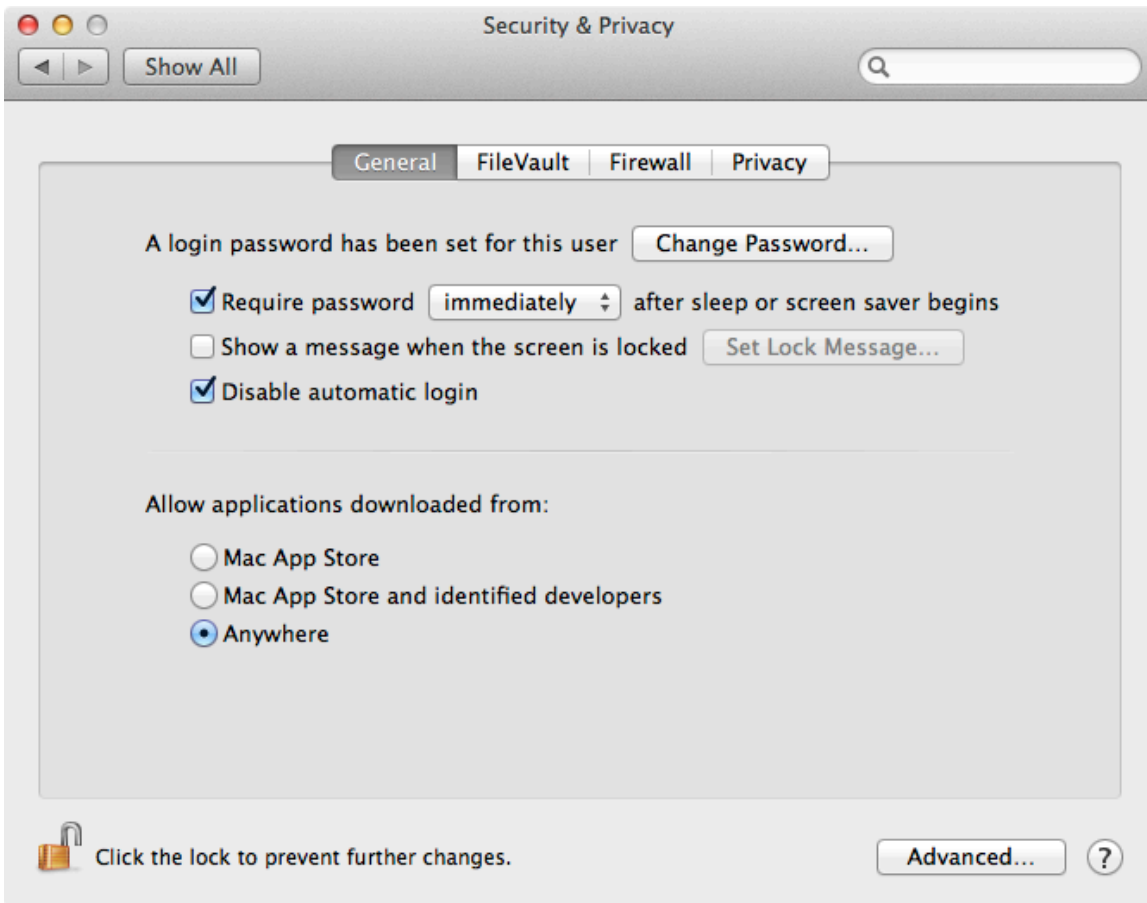 Security & Privacy
Show All
General FileVault Firewall Privacy
A login password has been set for this user Change Password...
Require password immediately after sleep or screen saver begins
Show a message when the screen is locked Set Lock Message...
Disable automatic login
Allow applications downloaded from:
Mac App Store
Mac App Store and identified developers
Anywhere
Click the lock to prevent further changes. Advanced... ?